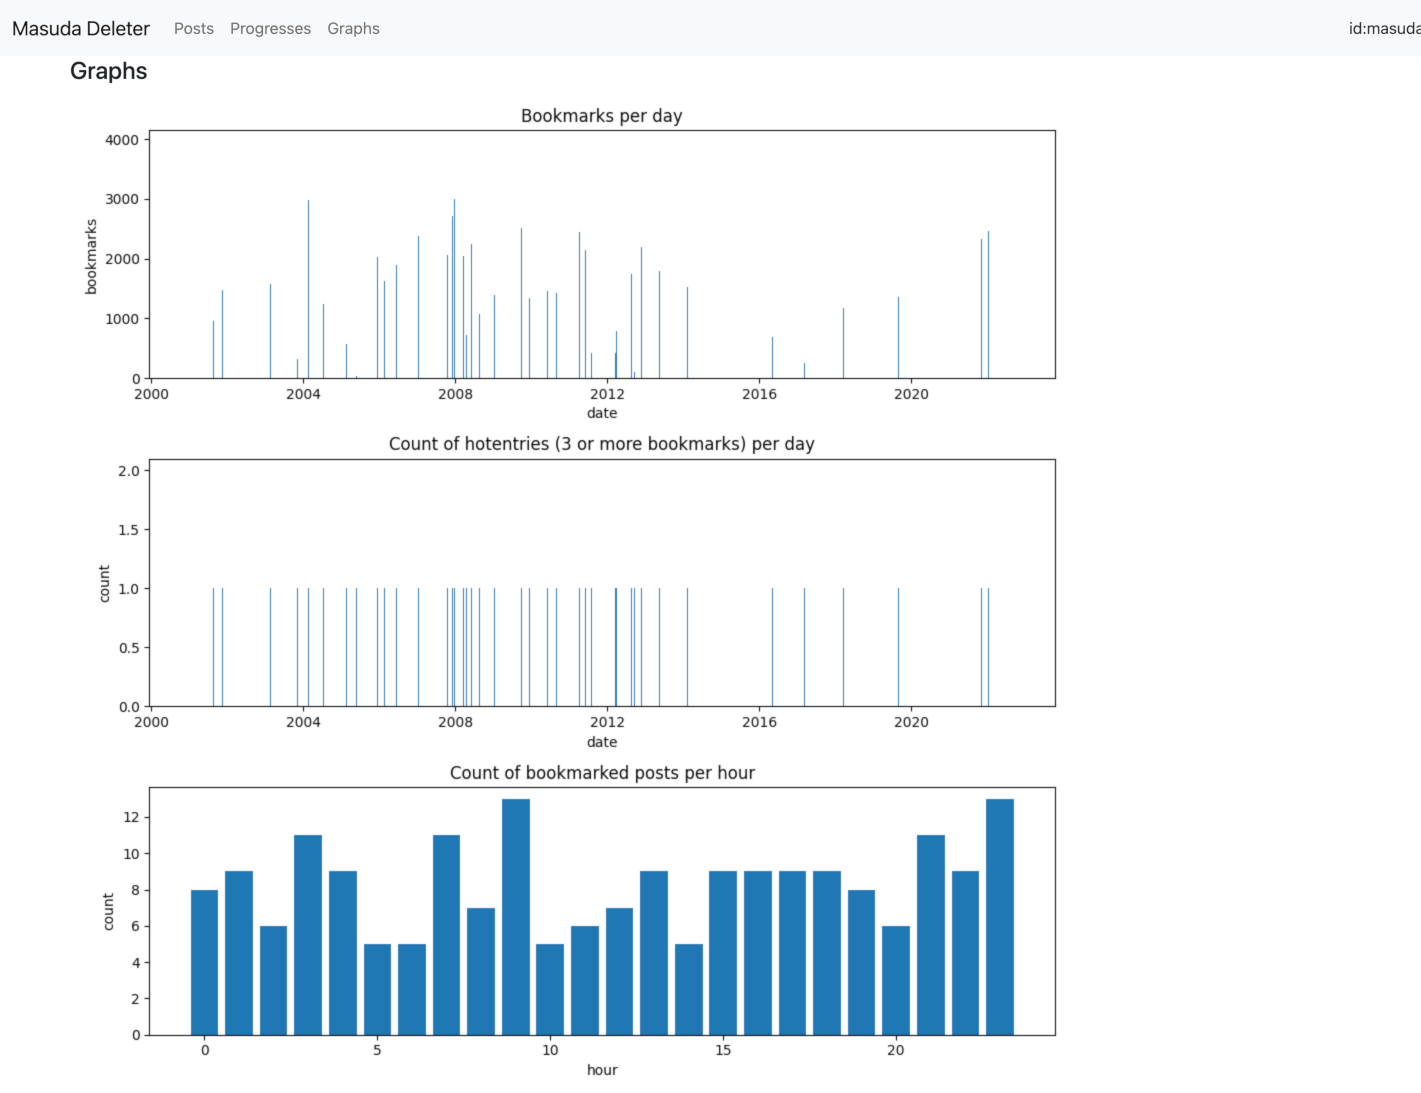 Masuda Deleter Posts Progresses Graphs id:masuda
Graphs
Bookmarks per day
4000
3000
2000
1000
0
bookmarks
2000 2004 2008 2012 2016 2020
date
Count of hotentries (3 or more bookmarks) per day
2.0
1.5
1.0
0.5
0.0
count
2000 2004 2008 2012 2016 2020
date
Count of bookmarked posts per hour
12
10
8
6
4
2
0
count
0 5 10 15 20
hour